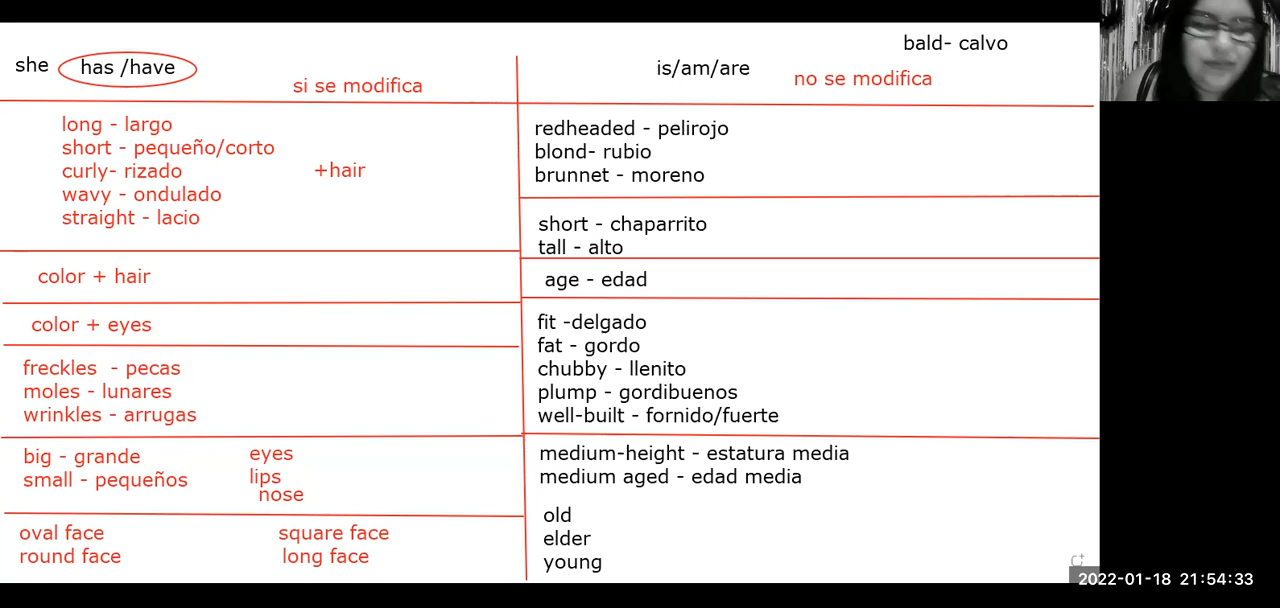 she has /have
si se modifica
long - largo
short - pequeño/corto
curly- rizado
wavy - ondulado
straight - lacio
+hair
color + hair
color + eyes
freckles - pecas
moles - lunares
wrinkles - arrugas
big - grande
small - pequeños
eyes
lips
nose
oval face
round face
square face
long face
bald- calvo
is/am/are
no se modifica
redheaded - pelirojo
blond- rubio
brunnet - moreno
short - chaparrito
tall - alto
age - edad
fit -delgado
fat - gordo
chubby - llenito
plump - gordibuenos
well-built - fornido/fuerte
medium-height - estatura media
medium aged - edad media
old
elder
young
2022-01-18 21:54:33